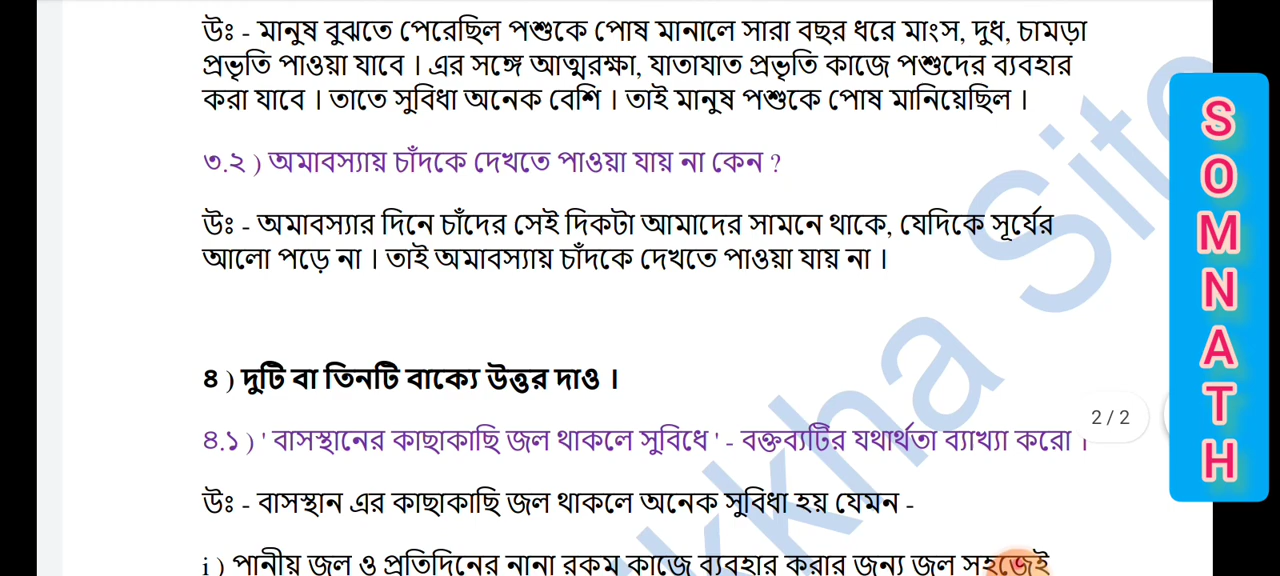 উঃ - মানুষ বুঝতে পেরেছিল পশুকে পোষ মানালে সারা বছর ধরে মাংস, দুধ, চামড়া
প্রভৃতি পাওয়া যাবে । এর সঙ্গে আত্মরক্ষা, যাতাযাত প্রভৃতি কাজে পশুদের ব্যবহার
করা যাবে । তাতে সুবিধা অনেক বেশি । তাই মানুষ পশুকে পোষ মানিয়েছিল ।
৩.২ ) অমাবস্যায় চাঁদকে দেখতে পাওয়া যায় না কেন ?
উঃ - অমাবস্যার দিনে চাঁদের সেই দিকটা আমাদের সামনে থাকে, যেদিকে সূর্যের
আলো পড়ে না । তাই অমাবস্যায় চাঁদকে দেখতে পাওয়া যায় না ।
৪ ) দুটি বা তিনটি বাক্যে উত্তর দাও ।
2 / 2
৪.১ ) ' বাসস্থানের কাছাকাছি জল থাকলে সুবিধে ' - বক্তব্যটির যথার্থতা ব্যাখ্যা করো ।
উঃ - বাসস্থান এর কাছাকাছি জল থাকলে অনেক সুবিধা হয় যেমন -
i ) পানীয় জল ও প্রতিদিনের নানা রকম কাজে ব্যবহার করার জন্য জল সহজেই
SOMNATH
kkha Site